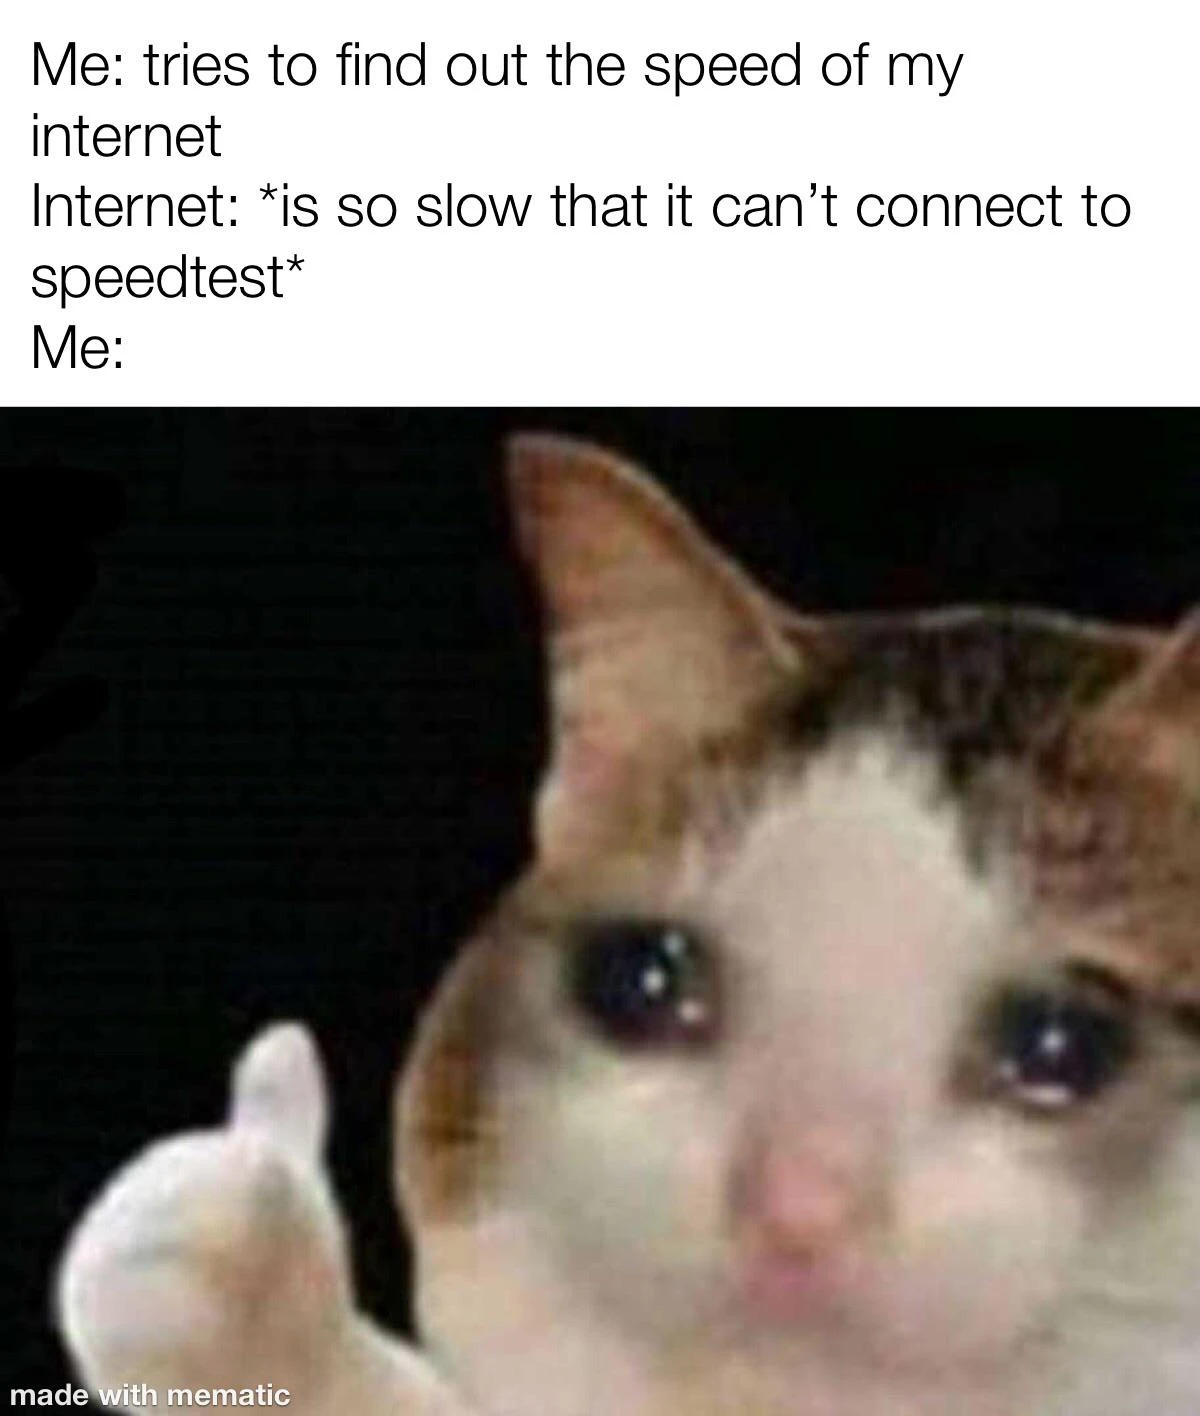 Me: tries to find out the speed of my
internet
Internet: *is so slow that it can’t connect to
speedtest*
Me:
made with mematic